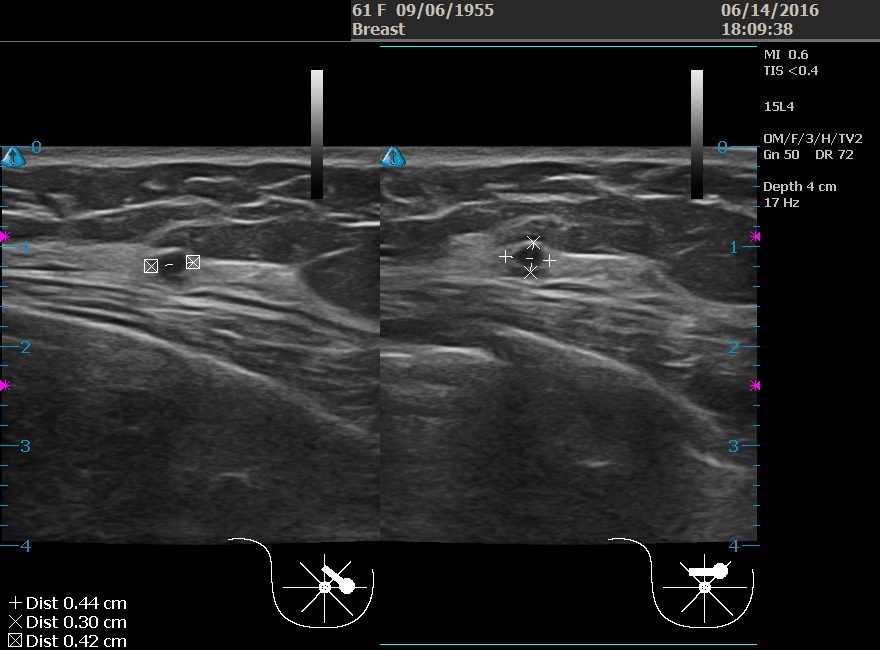 61 F 09/06/1955 06/14/2016
Breast 18:09:38
MI 0.6
TIS <0.4
15L4
OM/F/3/H/TV2
Gn 50 DR 72
Depth 4 cm
17 Hz
0 0
1 1
2 2
3 3
4 4
Dist 0.44 cm
Dist 0.30 cm
Dist 0.42 cm